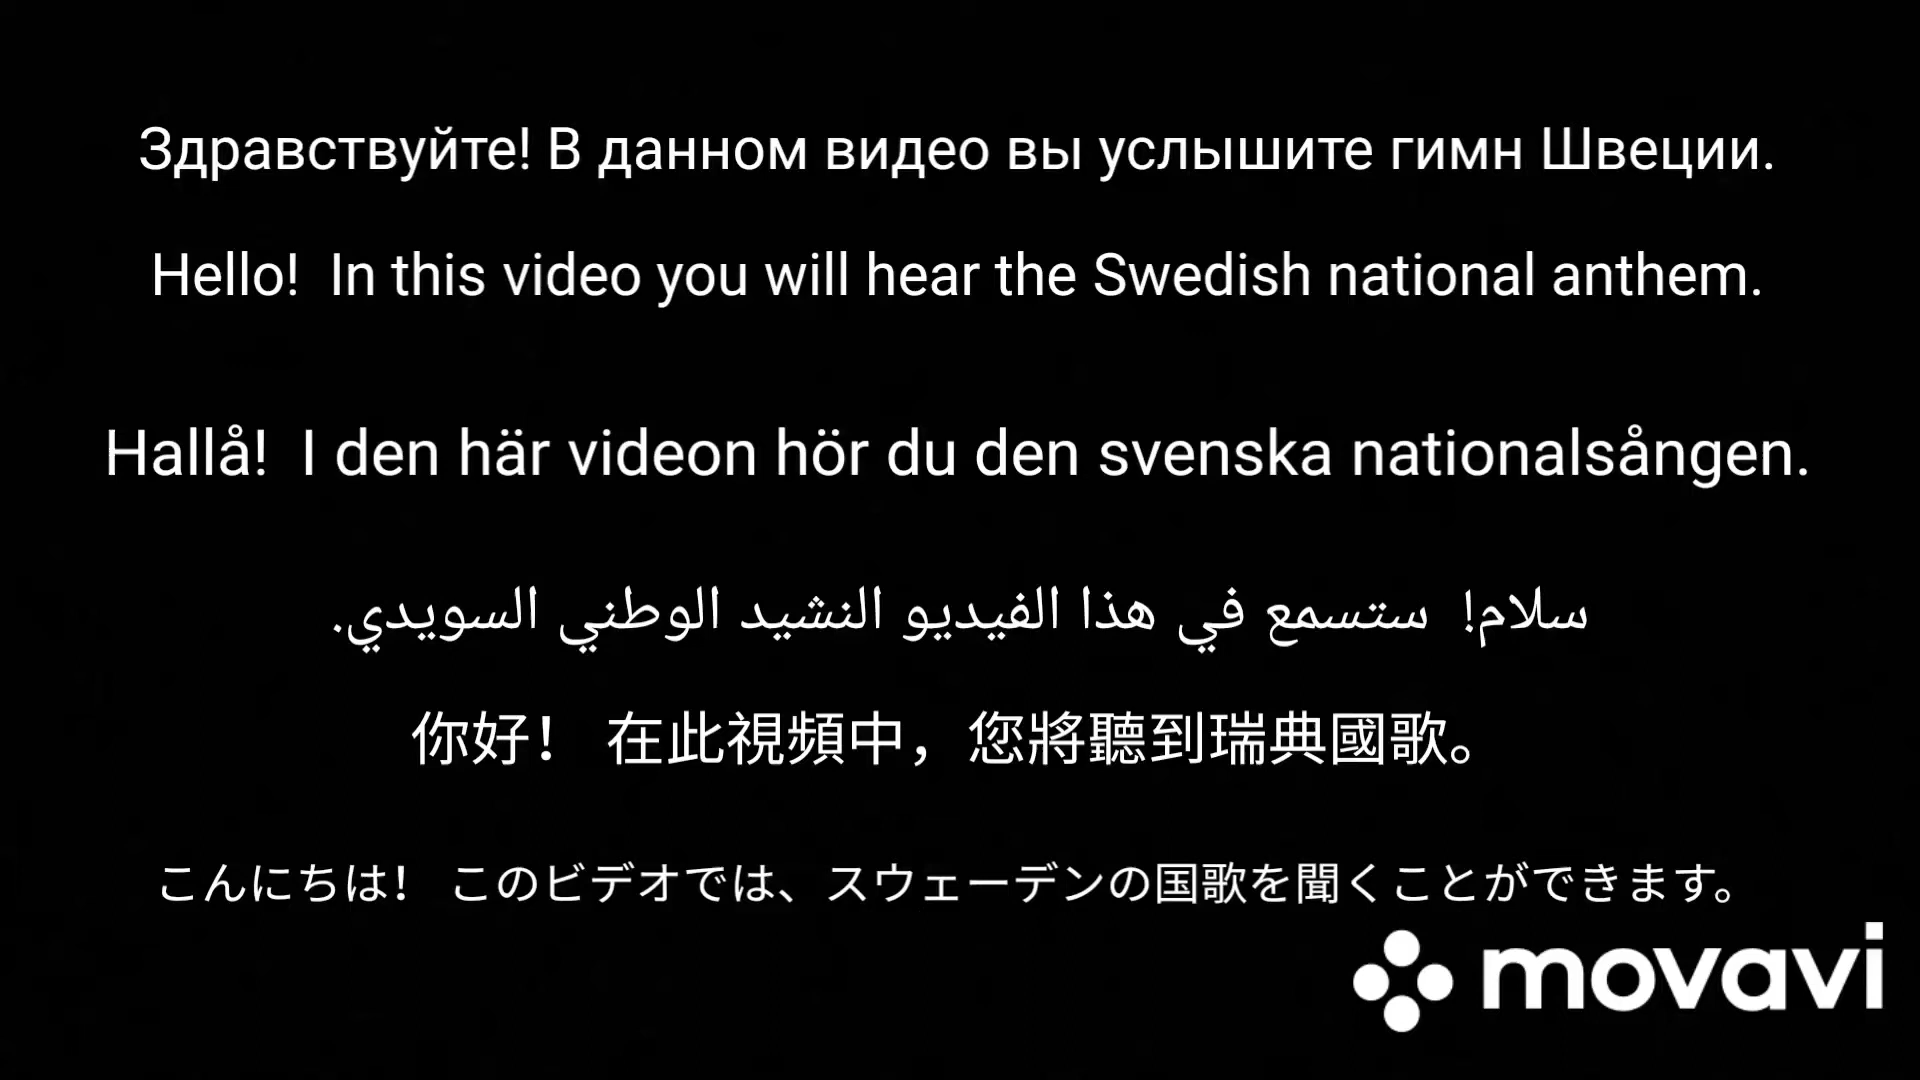 Здравствуйте! В данном видео вы услышите гимн Швеции.
Hello!  In this video you will hear the Swedish national anthem.
Hallå!  I den här videon hör du den svenska nationalsången.
سلام!  ستسمع في هذا الفيديو النشيد الوطني السويدي.
你好！ 在此視頻中，您將聽到瑞典國歌。
こんにちは！ このビデオでは、スウェーデンの国歌を聞くことができます。
movavi